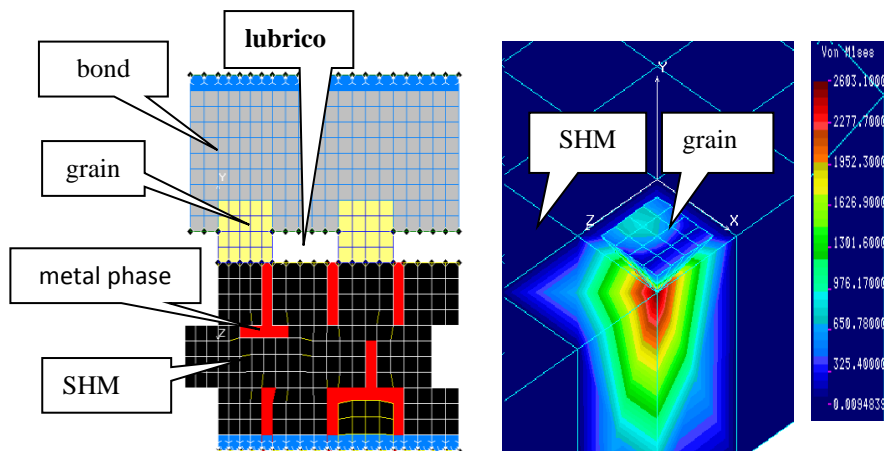 lubrico
bond
grain
metal phase
SHM
Y
Z
SHM
grain
Y
Z
X
Von Mises
2603.1000
2277.7000
1952.3000
1626.9000
1301.6000
976.17000
650.78000
325.40000
0.009483